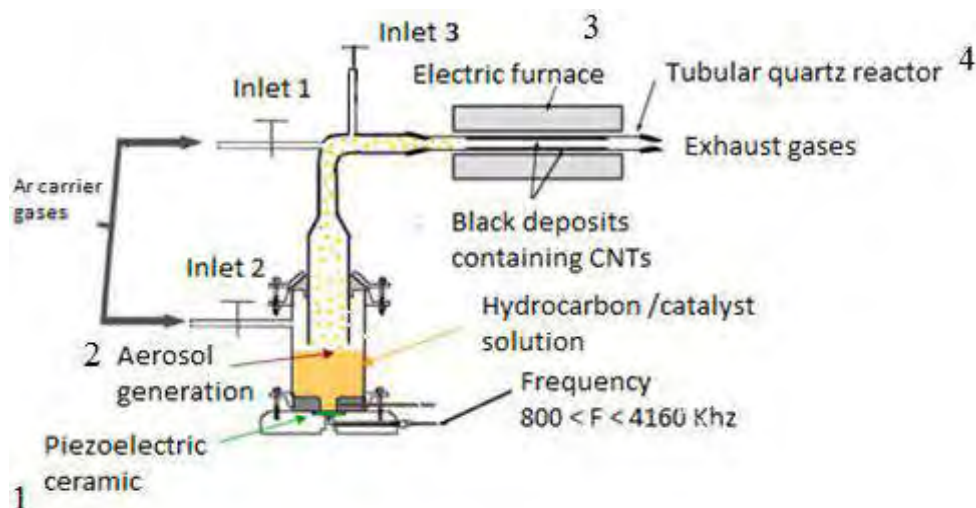 Inlet 3
3
Electric furnace
Tubular quartz reactor
4
Inlet 1
Exhaust gases
Ar carrier
gases
Black deposits
containing CNTs
Inlet 2
Hydrocarbon /catalyst
solution
2 Aerosol
generation
Frequency
800 < F < 4160 Khz
Piezoelectric
ceramic
1